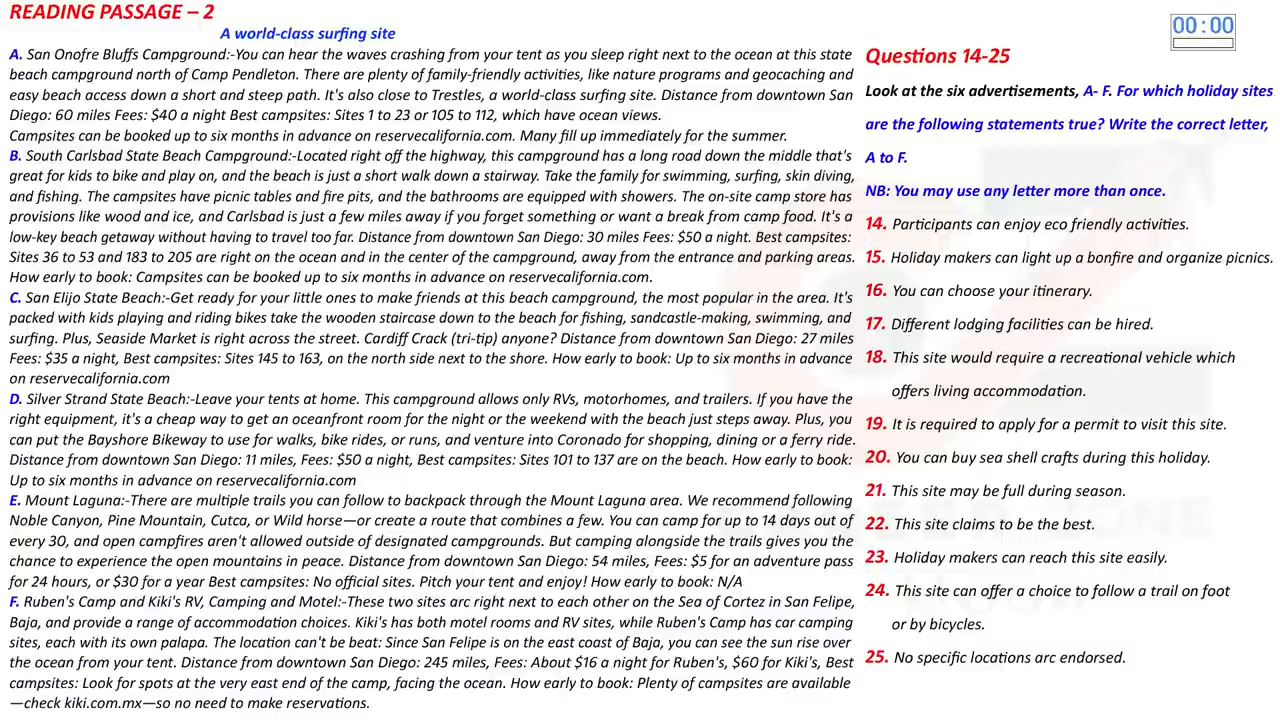 READING PASSAGE – 2
A world-class surfing site
A. San Onofre Bluffs Campground:-You can hear the waves crashing from your tent as you sleep right next to the ocean at this state
beach campground north of Camp Pendleton. There are plenty of family-friendly activities, like nature programs and geocaching and
easy beach access down a short and steep path. It's also close to Trestles, a world-class surfing site. Distance from downtown San
Diego: 60 miles Fees: $40 a night Best campsites: Sites 1 to 23 or 105 to 112, which have ocean views.
Campsites can be booked up to six months in advance on reservecalifornia.com. Many fill up immediately for the summer.
B. South Carlsbad State Beach Campground:-Located right off the highway, this campground has a long road down the middle that's
great for kids to bike and play on, and the beach is just a short walk down a stairway. Take the family for swimming, surfing, skin diving,
and fishing. The campsites have picnic tables and fire pits, and the bathrooms are equipped with showers. The on-site camp store has
provisions like wood and ice, and Carlsbad is just a few miles away if you forget something or want a break from camp food. It's a
low-key beach getaway without having to travel too far. Distance from downtown San Diego: 30 miles Fees: $50 a night. Best campsites:
Sites 36 to 53 and 183 to 205 are right on the ocean and in the center of the campground, away from the entrance and parking areas.
How early to book: Campsites can be booked up to six months in advance on reservecalifornia.com.
C. San Elijo State Beach:-Get ready for your little ones to make friends at this beach campground, the most popular in the area. It's
packed with kids playing and riding bikes take the wooden staircase down to the beach for fishing, sandcastle-making, swimming, and
surfing. Plus, Seaside Market is right across the street. Cardiff Crack (tri-tip) anyone? Distance from downtown San Diego: 27 miles
Fees: $35 a night, Best campsites: Sites 145 to 163, on the north side next to the shore. How early to book: Up to six months in advance
on reservecalifornia.com
D. Silver Strand State Beach:-Leave your tents at home. This campground allows only RVs, motorhomes, and trailers. If you have the
right equipment, it's a cheap way to get an oceanfront room for the night or the weekend with the beach just steps away. Plus, you
can put the Bayshore Bikeway to use for walks, bike rides, or runs, and venture into Coronado for shopping, dining or a ferry ride.
Distance from downtown San Diego: 11 miles, Fees: $50 a night, Best campsites: Sites 101 to 137 are on the beach. How early to book:
Up to six months in advance on reservecalifornia.com
E. Mount Laguna:-There are multiple trails you can follow to backpack through the Mount Laguna area. We recommend following
Noble Canyon, Pine Mountain, Cutca, or Wild horse—or create a route that combines a few. You can camp for up to 14 days out of
every 30, and open campfires aren't allowed outside of designated campgrounds. But camping alongside the trails gives you the
chance to experience the open mountains in peace. Distance from downtown San Diego: 54 miles, Fees: $5 for an adventure pass
for 24 hours, or $30 for a year Best campsites: No official sites. Pitch your tent and enjoy! How early to book: N/A
F. Ruben's Camp and Kiki's RV, Camping and Motel:-These two sites arc right next to each other on the Sea of Cortez in San Felipe,
Baja, and provide a range of accommodation choices. Kiki's has both motel rooms and RV sites, while Ruben's Camp has car camping
sites, each with its own palapa. The location can't be beat: Since San Felipe is on the east coast of Baja, you can see the sun rise over
the ocean from your tent. Distance from downtown San Diego: 245 miles, Fees: About $16 a night for Ruben's, $60 for Kiki's, Best
campsites: Look for spots at the very east end of the camp, facing the ocean. How early to book: Plenty of campsites are available
—check kiki.com.mx—so no need to make reservations.
00:00
Questions 14-25
Look at the six advertisements, A- F. For which holiday sites
are the following statements true? Write the correct letter,
A to F.
NB: You may use any letter more than once.
14. Participants can enjoy eco friendly activities.
15. Holiday makers can light up a bonfire and organize picnics.
16. You can choose your itinerary.
17. Different lodging facilities can be hired.
18. This site would require a recreational vehicle which
offers living accommodation.
19. It is required to apply for a permit to visit this site.
20. You can buy sea shell crafts during this holiday.
21. This site may be full during season.
22. This site claims to be the best.
23. Holiday makers can reach this site easily.
24. This site can offer a choice to follow a trail on foot
or by bicycles.
25. No specific locations arc endorsed.